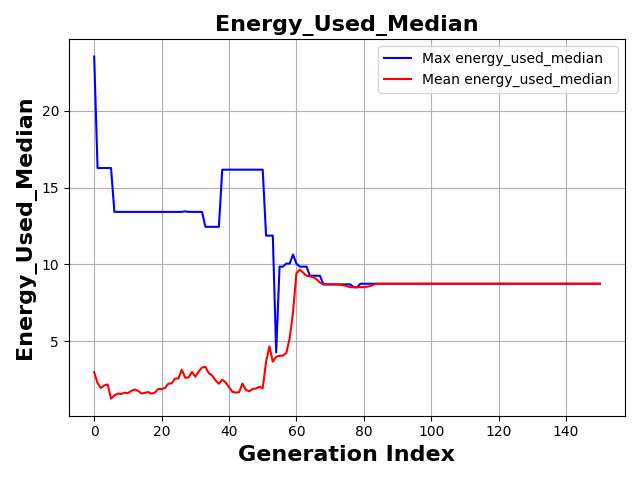 Energy_Used_Median
Max energy_used_median
Mean energy_used_median
Energy_Used_Median
20
15
10
5
0 20 40 60 80 100 120 140
Generation Index